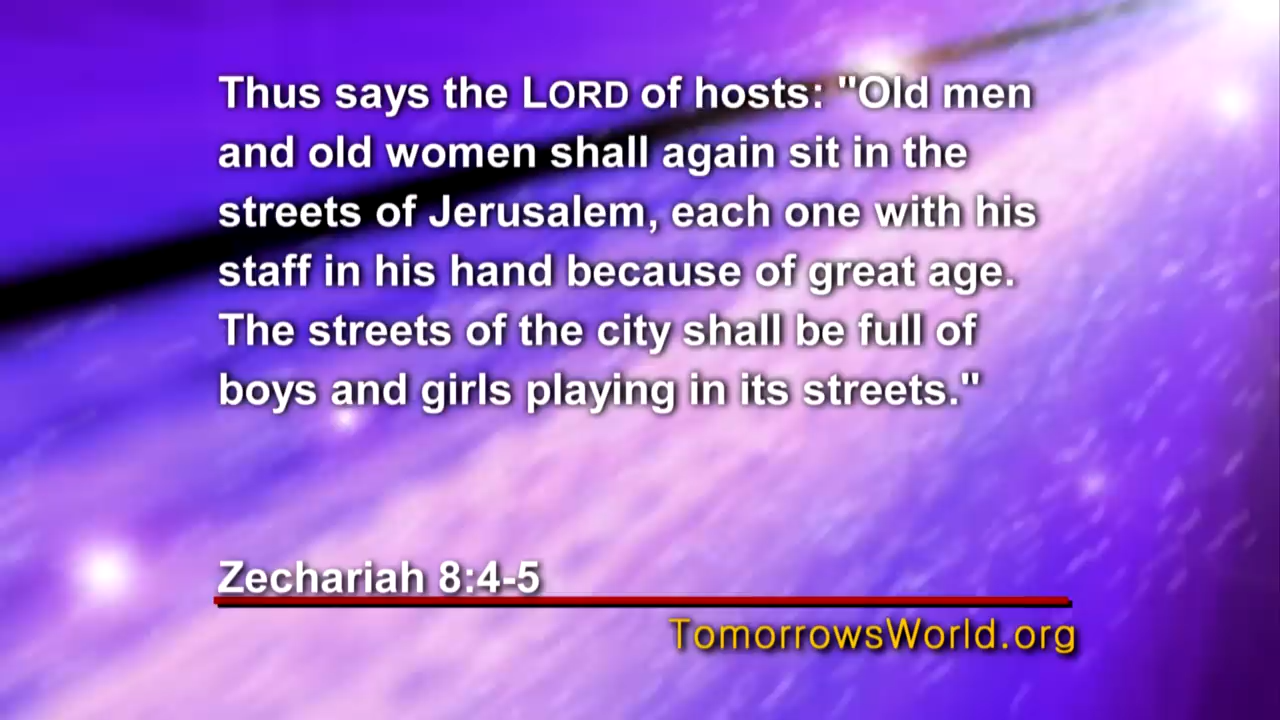 Thus says the LORD of hosts: "Old men
and old women shall again sit in the
streets of Jerusalem, each one with his
staff in his hand because of great age.
The streets of the city shall be full of
boys and girls playing in its streets."
Zechariah 8:4-5
TomorrowsWorld.org